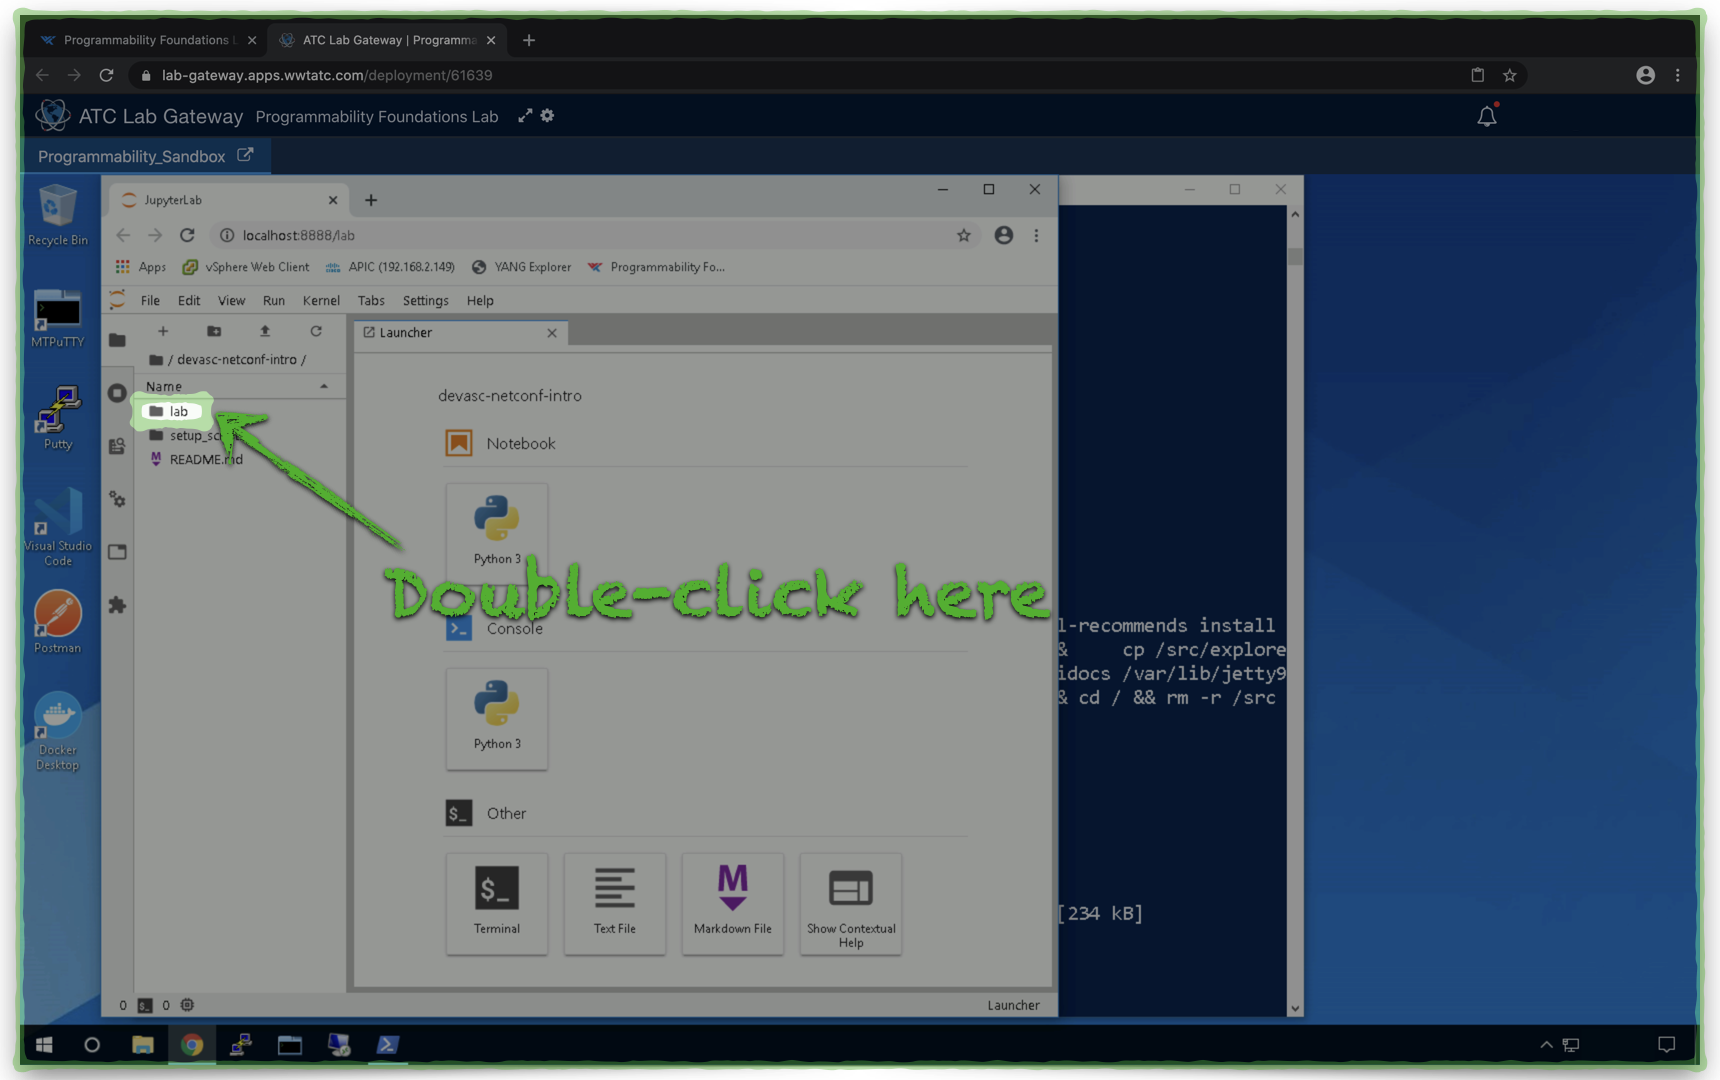 Programmability Foundations L
ATC Lab Gateway | Programma
lab-gateway.apps.wwtatc.com/deployment/61639
ATC Lab Gateway Programmability Foundations Lab
Programmability_Sandbox
Recycle Bin
MTPuTTY
Putty
Visual Studio
Code
Postman
Docker
Desktop
JupyterLab
localhost:8888/lab
Apps vSphere Web Client APIC (192.168.2.149) YANG Explorer Programmability Fo...
File Edit View Run Kernel Tabs Settings Help
/ devasc-netconf-intro /
Name
lab
README.md
Launcher
devasc-netconf-intro
Notebook
Python 3
Double-click here
Console
Python 3
$_ Other
$_
Terminal
Text File
M
Markdown File
Show Contextual
Help
0 $_ 0
Launcher
l-recommends install
& cp /src/explore
idocs /var/lib/jetty9
& cd / && rm -r /src
[234 kB]